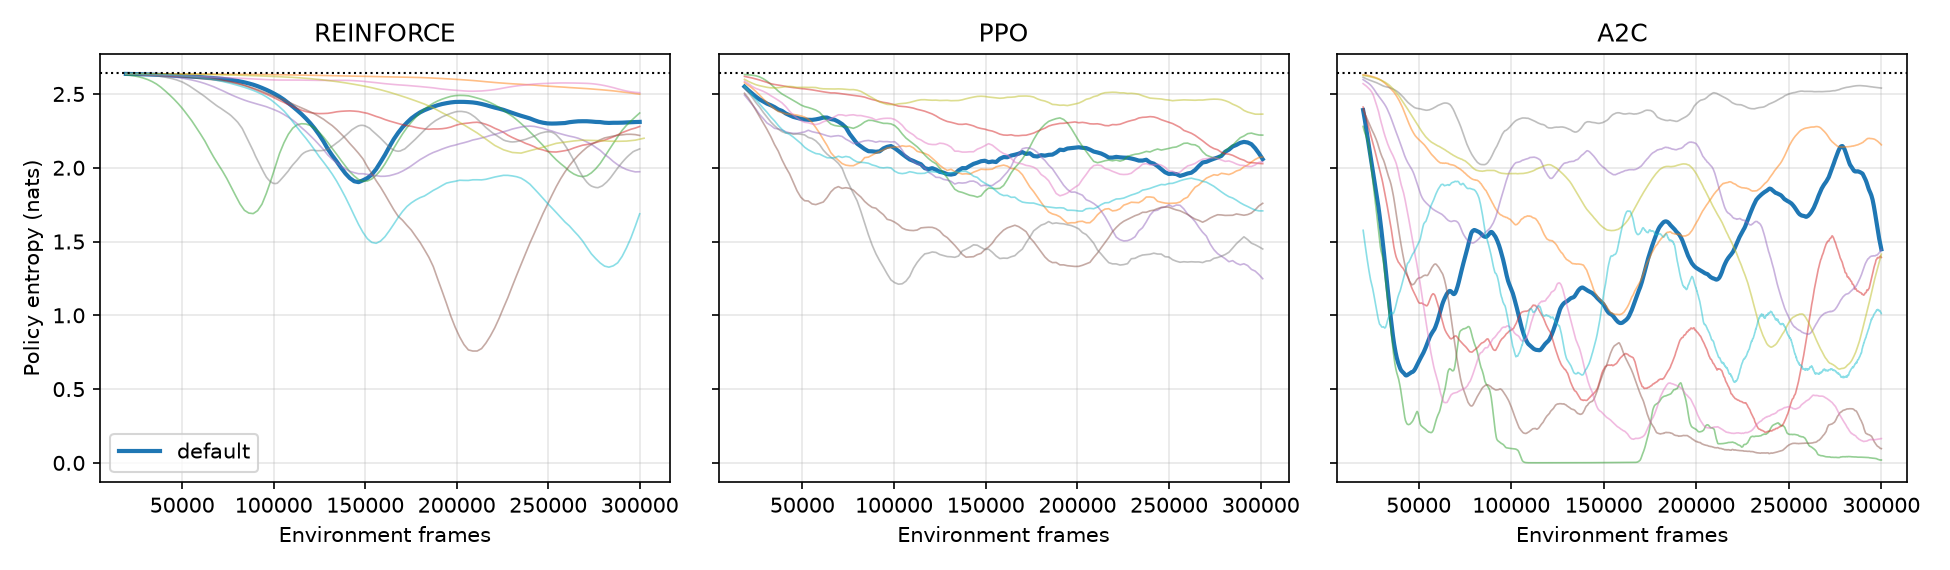 REINFORCE
PPO
A2C
Policy entropy (nats)
2.5
2.0
1.5
1.0
0.5
0.0
default
50000 100000 150000 200000 250000 300000
50000 100000 150000 200000 250000 300000
50000 100000 150000 200000 250000 300000
Environment frames
Environment frames
Environment frames